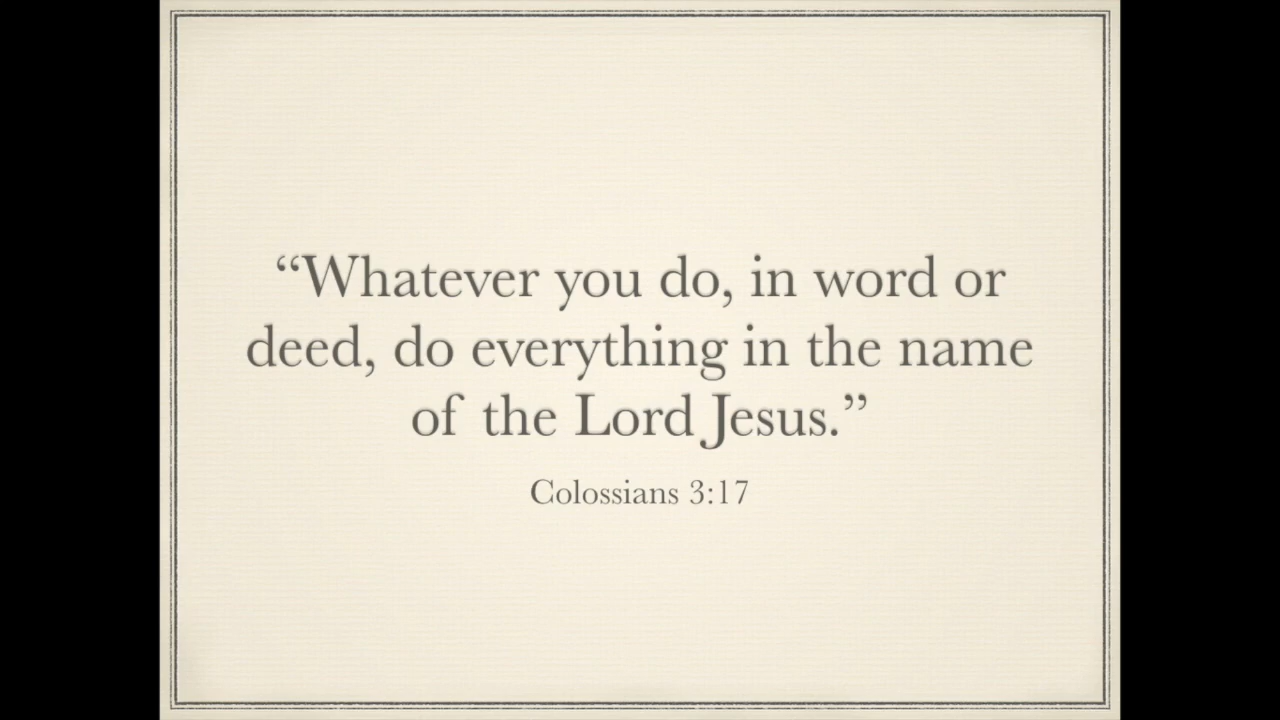 “Whatever you do, in word or
deed, do everything in the name
of the Lord Jesus.”
Colossians 3:17